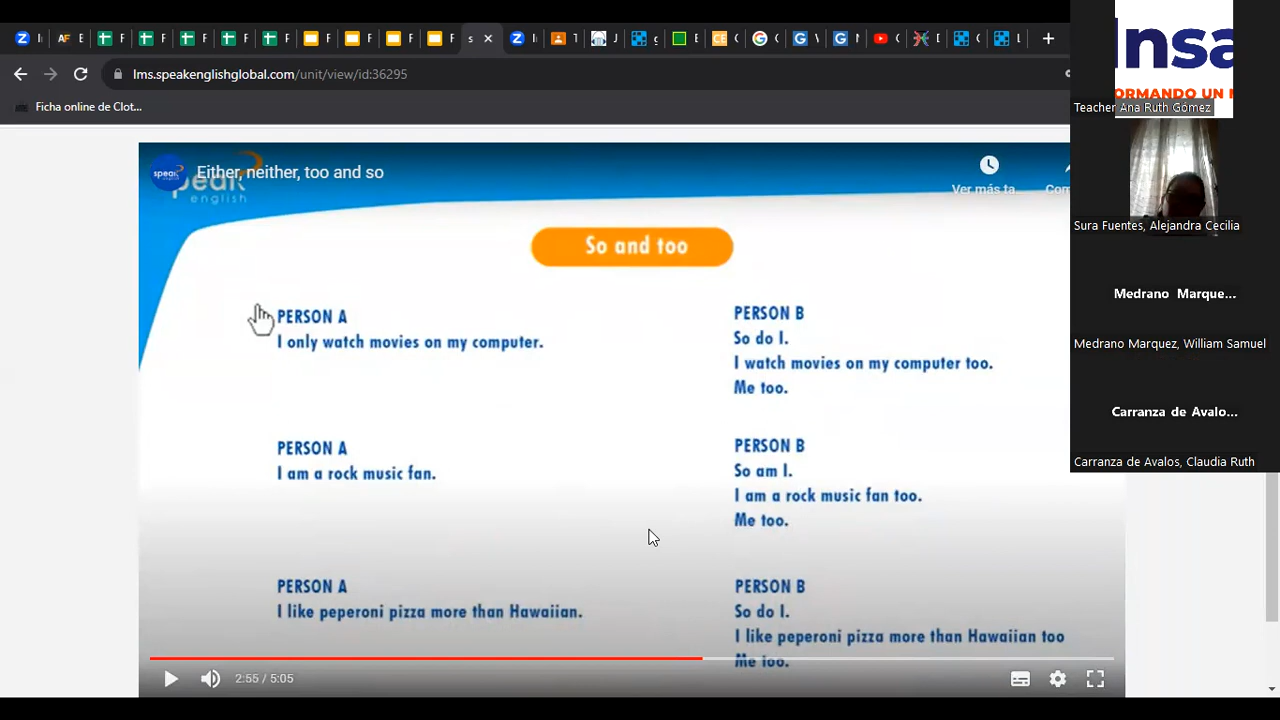 lms.speakenglishglobal.com/unit/view/id:36295
Ficha online de Clot...
Either, neither, too and so
speak
english
Ver más ta...
So and too
PERSON A
I only watch movies on my computer.
PERSON B
So do I.
I watch movies on my computer too.
Me too.
PERSON A
I am a rock music fan.
PERSON B
So am I.
I am a rock music fan too.
Me too.
PERSON A
I like peperoni pizza more than Hawaiian.
PERSON B
So do I.
I like peperoni pizza more than Hawaiian too
Me too.
2:55 / 5:05
Insa
ORMANDO UN
Teacher Ana Ruth Gómez
Sura Fuentes, Alejandra Cecilia
Medrano Marque...
Medrano Marquez, William Samuel
Carranza de Avalo...
Carranza de Avalos, Claudia Ruth